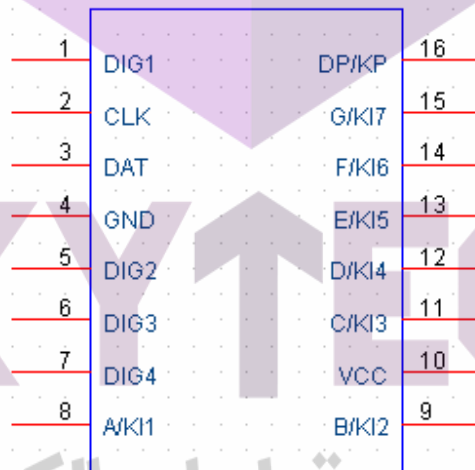 1 DIG1 DP/KP 16
2 CLK G/KI7 15
3 DAT F/KI6 14
4 GND E/KI5 13
5 DIG2 D/KI4 12
6 DIG3 C/KI3 11
7 DIG4 VCC 10
8 A/KI1 B/KI2 9